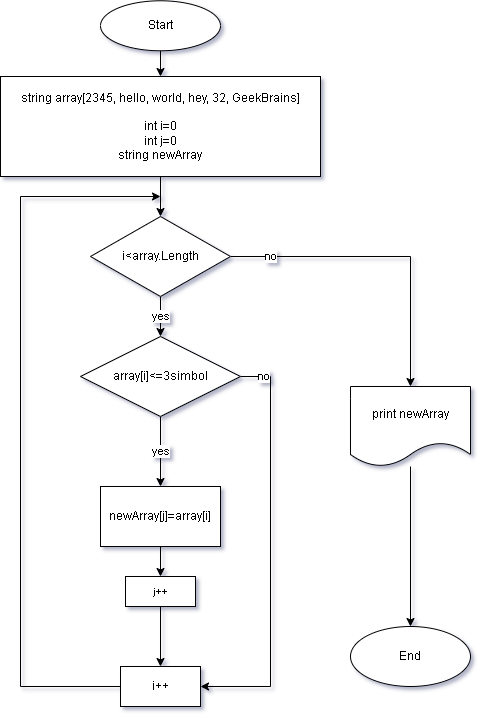 Start
string array[2345, hello, world, hey, 32, GeekBrains]
int i=0
int j=0
string newArray
i<array.Length
no
yes
array[i]<=3simbol
no
print newArray
yes
newArray[j]=array[i]
j++
End
i++